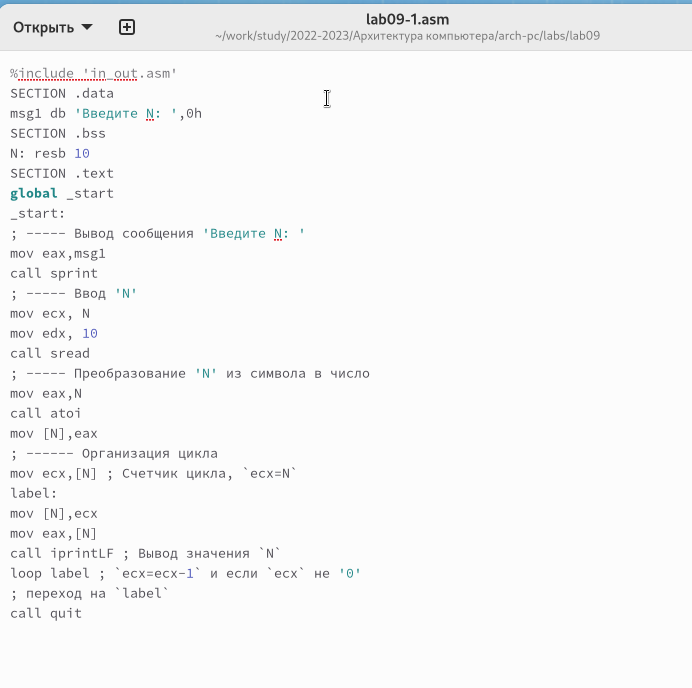 Открыть
lab09-1.asm
~/work/study/2022-2023/Архитектура компьютера/arch-pc/labs/lab09
%include 'in_out.asm'
SECTION .data
msg1 db 'Введите N: ',0h
SECTION .bss
N: resb 10
SECTION .text
global _start
_start:
; ----- Вывод сообщения 'Введите N: '
mov eax,msg1
call sprint
; ----- Ввод 'N'
mov ecx, N
mov edx, 10
call sread
; ----- Преобразование 'N' из символа в число
mov eax,N
call atoi
mov [N],eax
; ------ Организация цикла
mov ecx,[N] ; Счетчик цикла, `ecx=N`
label:
mov [N],ecx
mov eax,[N]
call iprintLF ; Вывод значения `N`
loop label ; `ecx=ecx-1` и если `ecx` не '0'
; переход на `label`
call quit